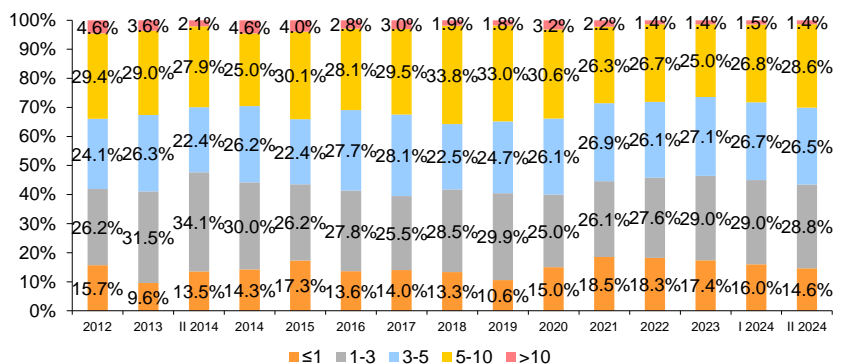 100%
4.6% 3.6% 2.1% 4.6% 4.0% 2.8% 3.0% 1.9% 1.8% 3.2% 2.2% 1.4% 1.4% 1.5% 1.4%
90%
29.4% 29.0% 27.9% 25.0% 30.1% 28.1% 29.5% 33.8% 33.0% 30.6% 26.3% 26.7% 25.0% 26.8% 28.6%
80%
70%
60%
24.1% 26.3% 22.4% 26.2% 22.4% 27.7% 28.1% 22.5% 24.7% 26.1% 26.9% 26.1% 27.1% 26.7% 26.5%
50%
40%
26.2% 31.5% 34.1% 30.0% 26.2% 27.8% 25.5% 28.5% 29.9% 25.0% 26.1% 27.6% 29.0% 29.0% 28.8%
30%
20%
10%
15.7% 9.6% 13.5% 14.3% 17.3% 13.6% 14.0% 13.3% 10.6% 15.0% 18.5% 18.3% 17.4% 16.0% 14.6%
0%
2012 2013 II 2014 2014 2015 2016 2017 2018 2019 2020 2021 2022 2023 I 2024 II 2024
≤1 1-3 3-5 5-10 >10